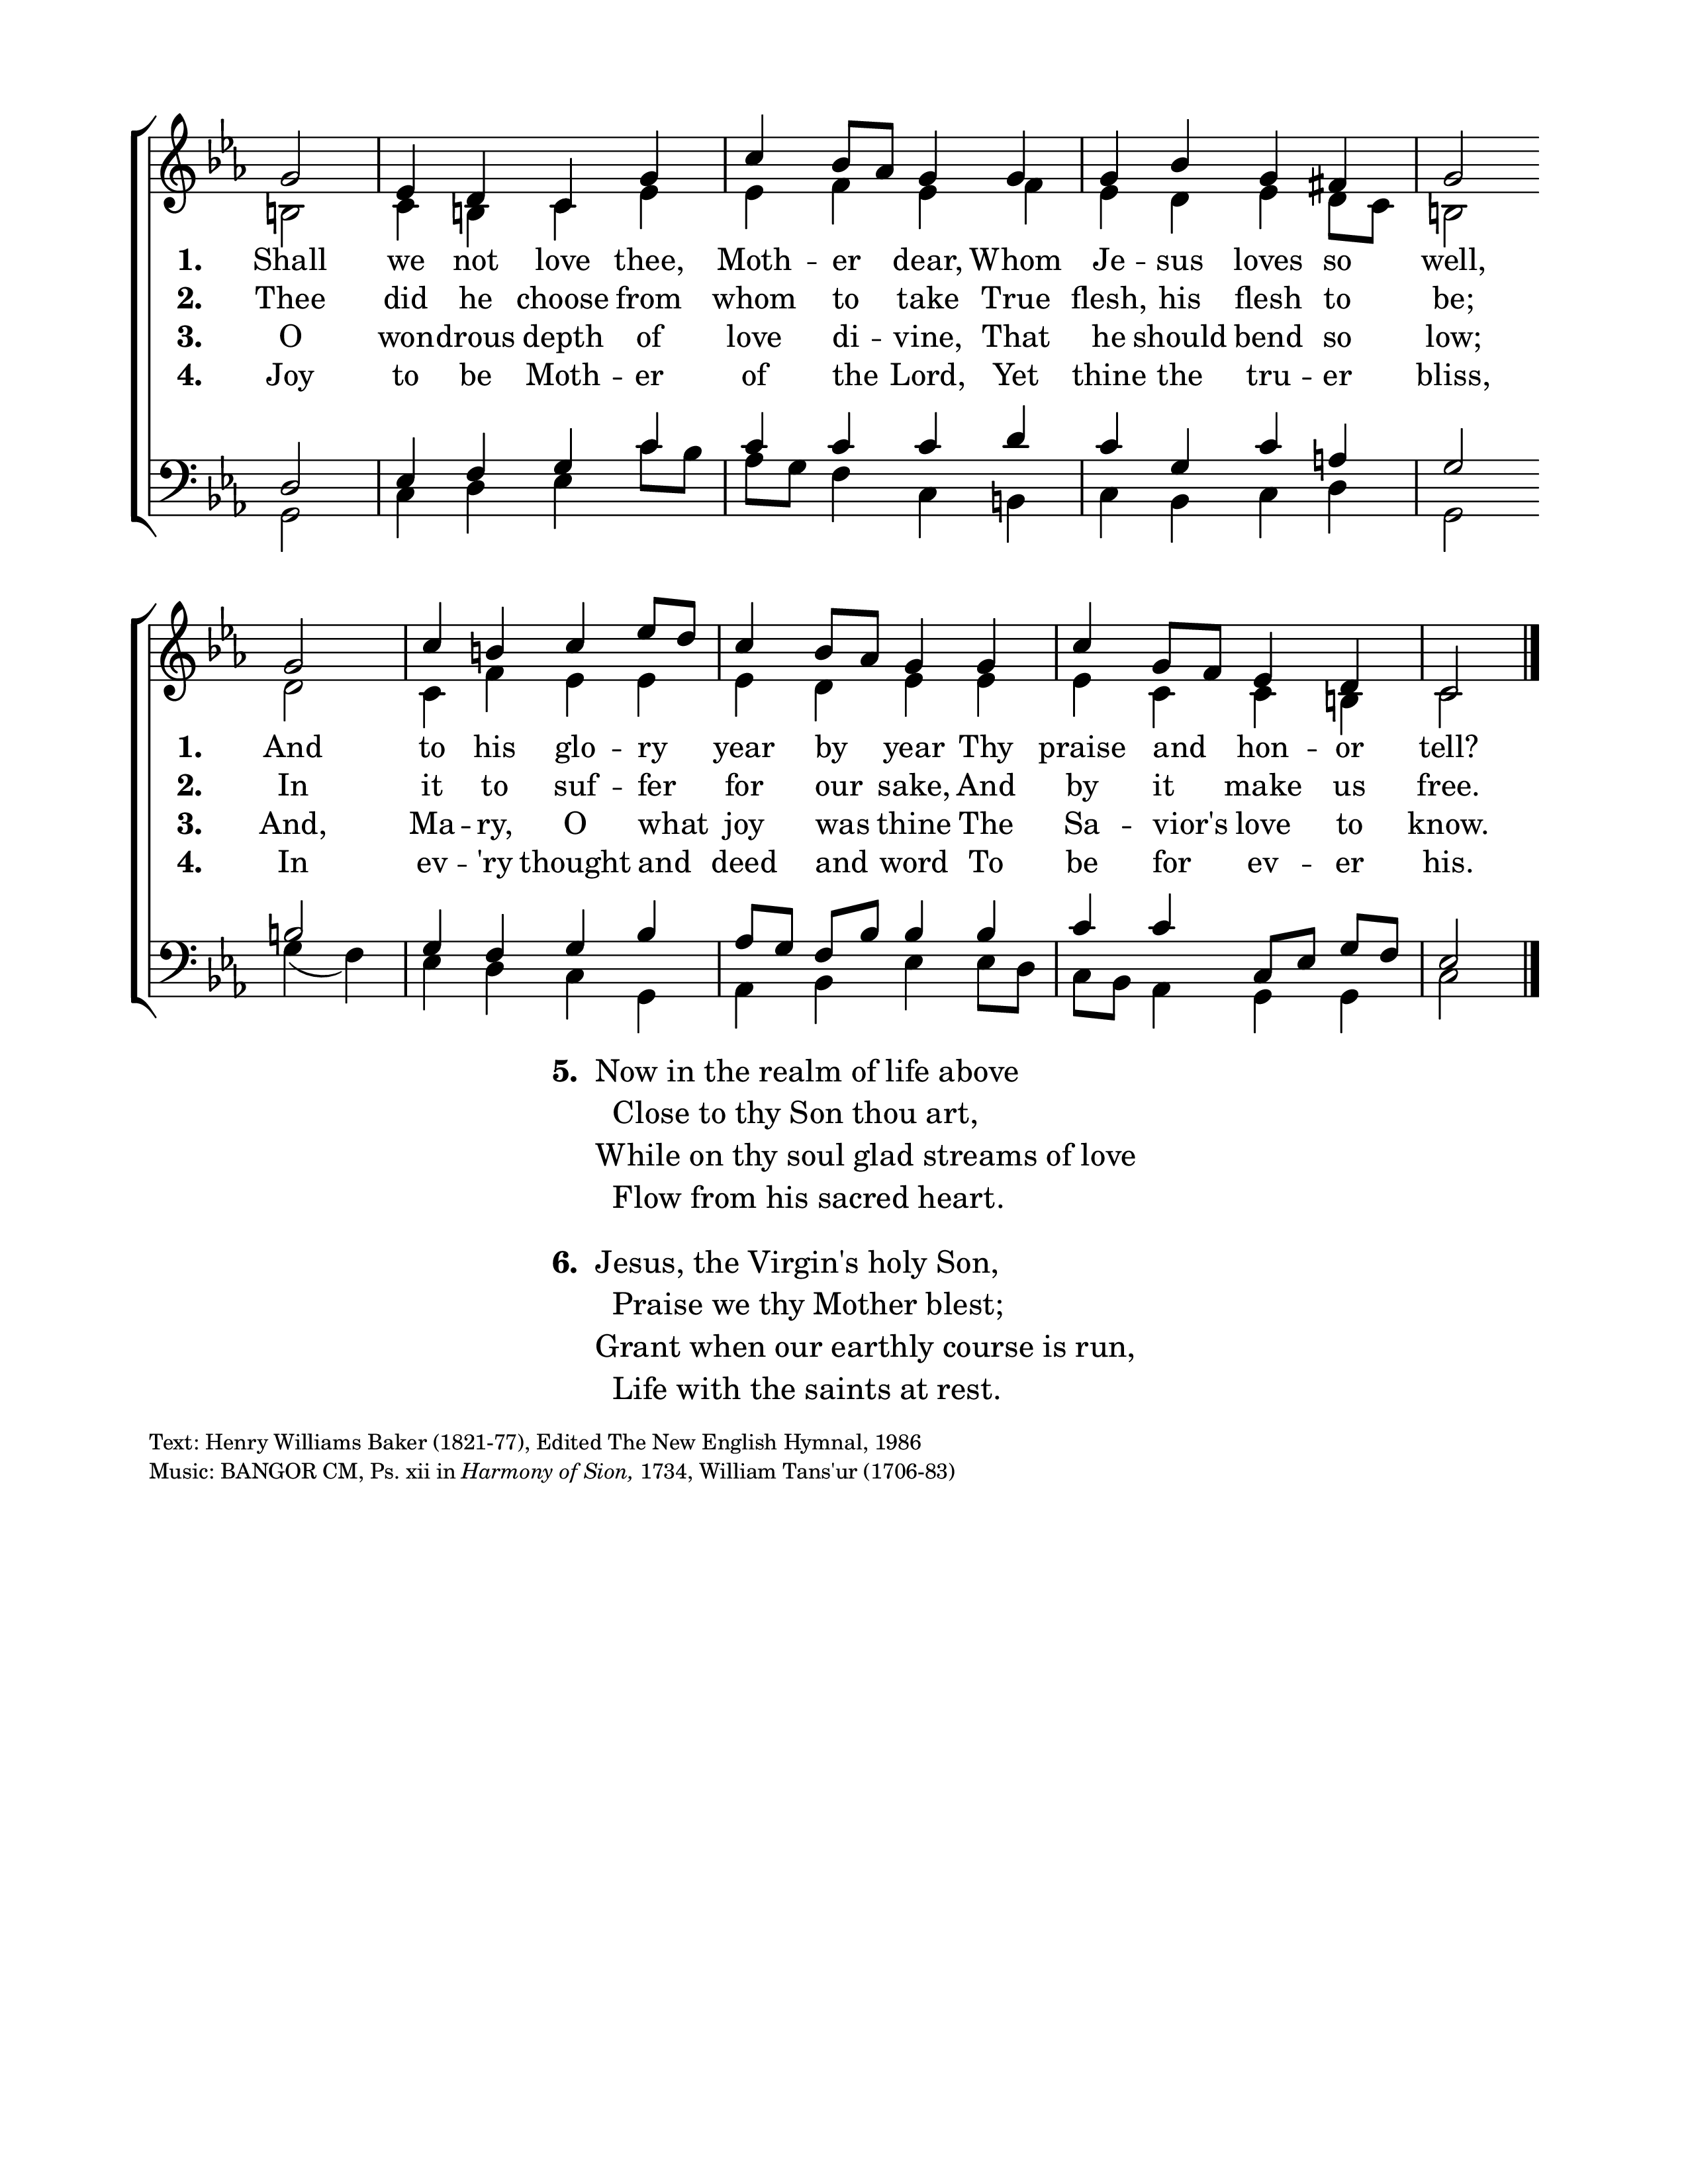 1. Shall we not love thee, Moth -- er dear, Whom Je -- sus loves so well,
2. Thee did he choose from whom to take True flesh, his flesh to be;
3. O wondrous depth of love di -- vine, That he should bend so low;
4. Joy to be Moth -- er of the Lord, Yet thine the tru -- er bliss,
1. And to his glo -- ry year by year Thy praise and hon -- or tell?
2. In it to suf -- fer for our sake, And by it make us free.
3. And, Ma -- ry, O what joy was thine The Sa -- vior's love to know.
4. In ev -- 'ry thought and deed and word To be for ev -- er his.
5. Now in the realm of life above
Close to thy Son thou art,
While on thy soul glad streams of love
Flow from his sacred heart.
6. Jesus, the Virgin's holy Son,
Praise we thy Mother blest;
Grant when our earthly course is run,
Life with the saints at rest.
Text: Henry Williams Baker (1821-77), Edited The New English Hymnal, 1986
Music: BANGOR CM, Ps. xii in Harmony of Sion, 1734, William Tans'ur (1706-83)